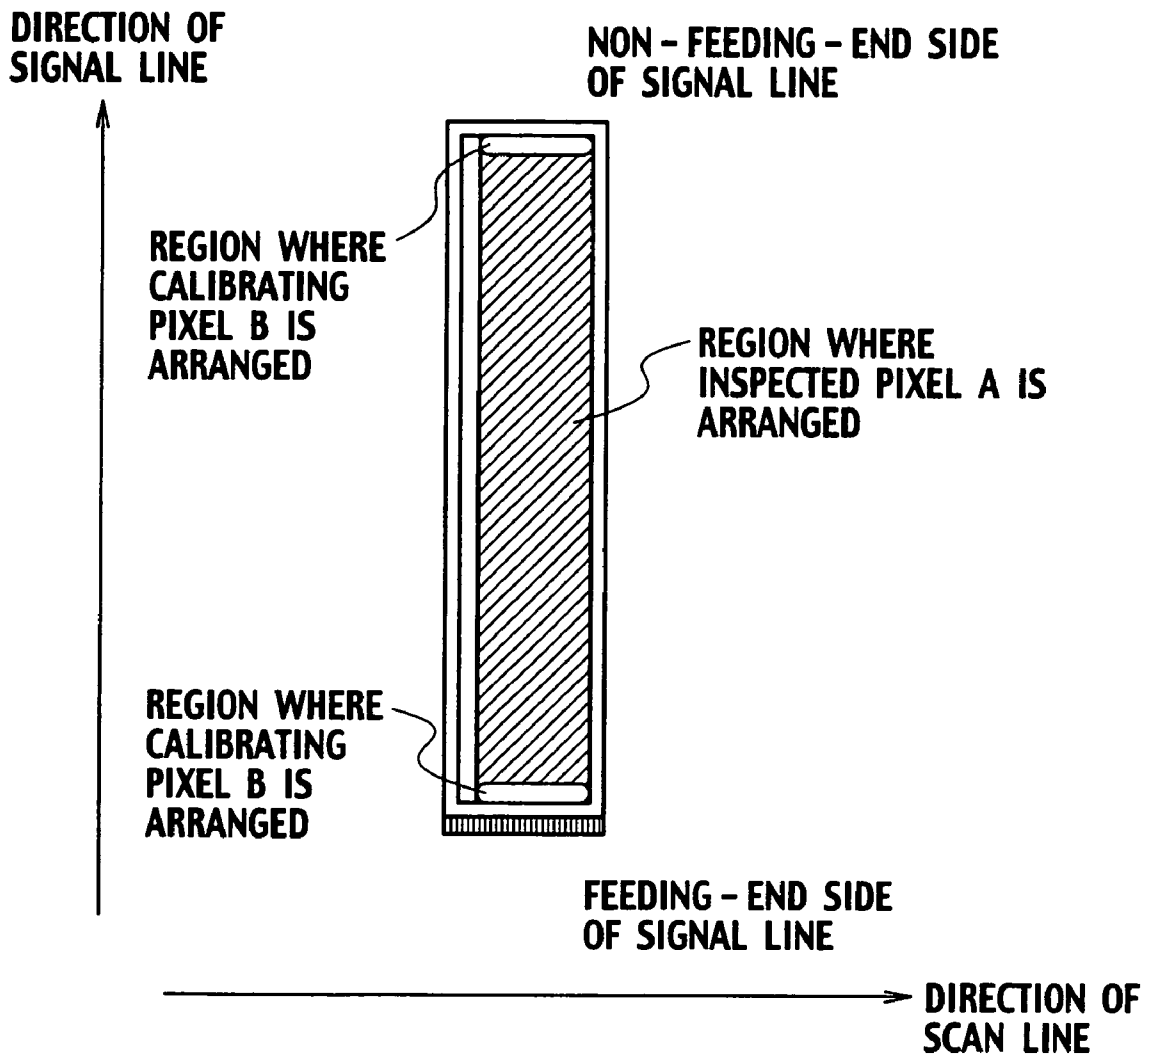 DIRECTION OF
SIGNAL LINE
NON-FEEDING-END SIDE
OF SIGNAL LINE
REGION WHERE
CALIBRATING
PIXEL B IS
ARRANGED
REGION WHERE
INSPECTED PIXEL A IS
ARRANGED
REGION WHERE
CALIBRATING
PIXEL B IS
ARRANGED
FEEDING-END SIDE
OF SIGNAL LINE
DIRECTION OF
SCAN LINE